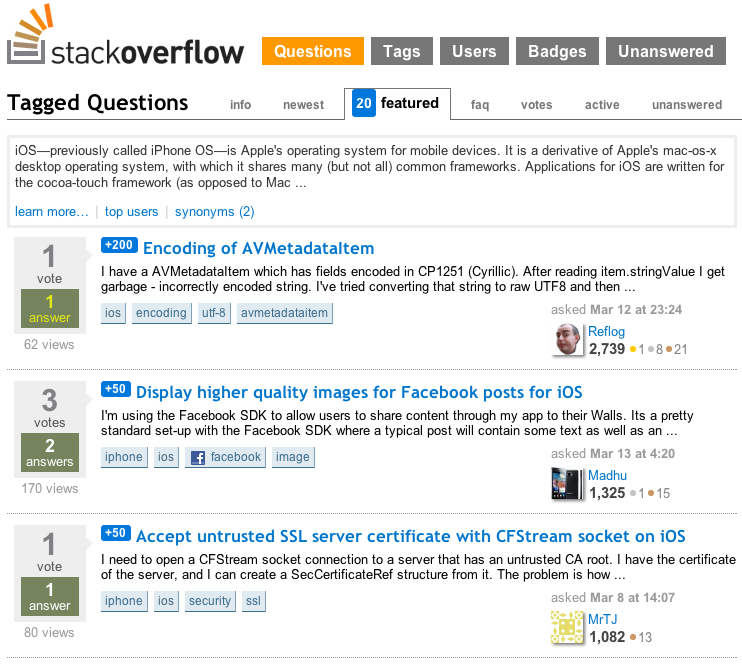 stackoverflow
Questions Tags Users Badges Unanswered
Tagged Questions info newest 20 featured faq votes active unanswered
iOS—previously called iPhone OS—is Apple's operating system for mobile devices. It is a derivative of Apple's mac-os-x
desktop operating system, with which it shares many (but not all) common frameworks. Applications for iOS are written for
the cocoa-touch framework (as opposed to Mac ...
learn more... | top users | synonyms (2)
1
vote
1
answer
62 views
+200 Encoding of AVMetadataItem
I have a AVMetadataItem which has fields encoded in CP1251 (Cyrillic). After reading item.stringValue I get
garbage - incorrectly encoded string. I've tried converting that string to raw UTF8 and then ...
ios encoding utf-8 avmetadataitem
asked Mar 12 at 23:24
Reflog
2,739 1 8 21
3
votes
2
answers
170 views
+50 Display higher quality images for Facebook posts for iOS
I'm using the Facebook SDK to allow users to share content through my app to their Walls. Its a pretty
standard set-up with the Facebook SDK where a typical post will contain some text as well as an ...
iphone ios facebook image
asked Mar 13 at 4:20
Madhu
1,325 1 15
1
vote
1
answer
80 views
+50 Accept untrusted SSL server certificate with CFStream socket on iOS
I need to open a CFStream socket connection to a server that has an untrusted CA root. I have the certificate
of the server, and I can create a SecCertificateRef structure from it. The problem is how ...
iphone ios security ssl
asked Mar 8 at 14:07
MrTJ
1,082 13